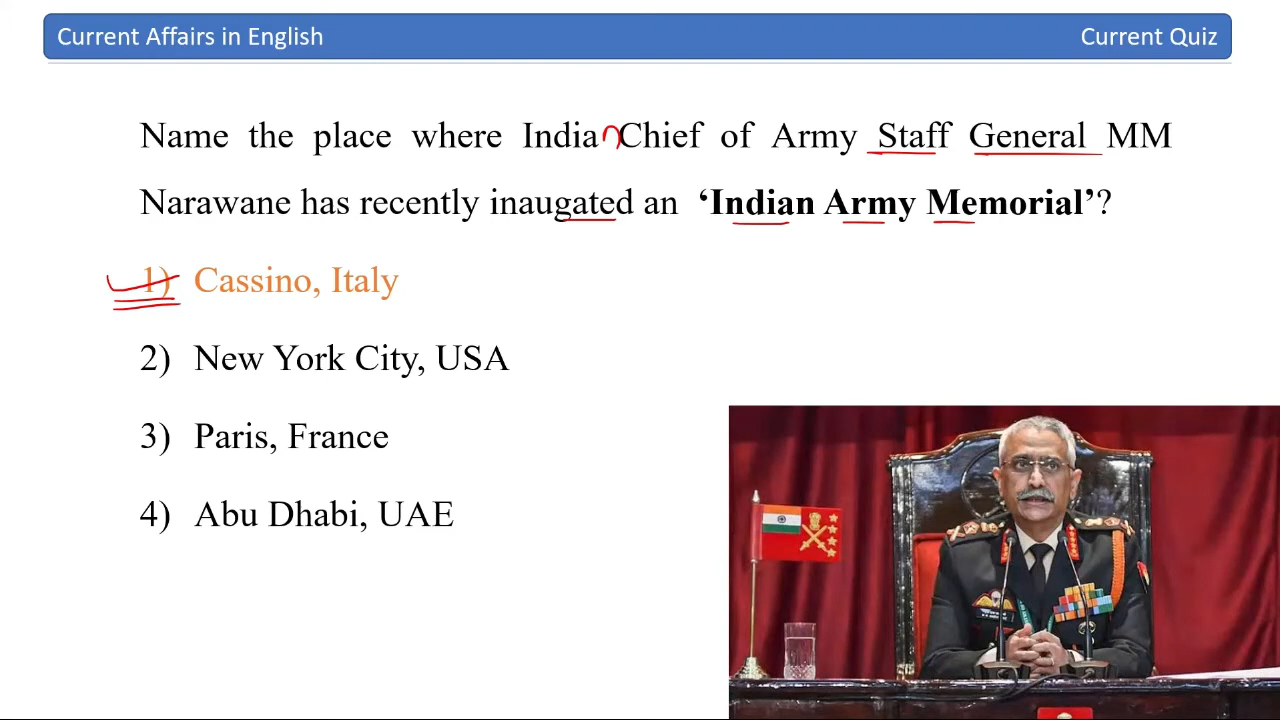 Current Affairs in English Current Quiz
Name the place where India Chief of Army Staff General MM
Narawane has recently inaugated an ‘Indian Army Memorial’?
1) Cassino, Italy
2) New York City, USA
3) Paris, France
4) Abu Dhabi, UAE